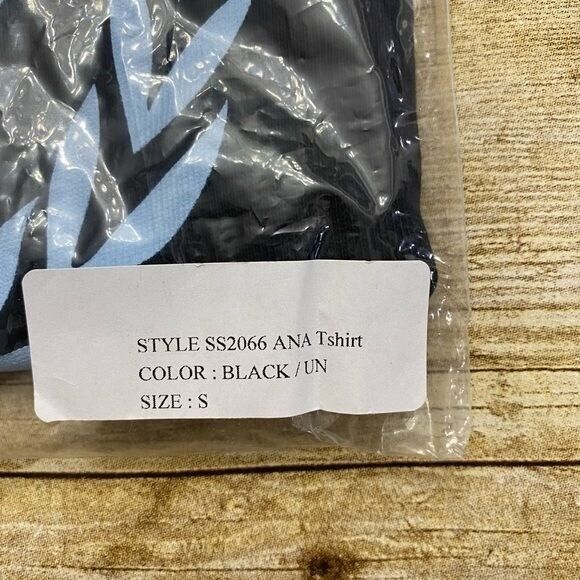 STYLE SS2066 ANA Tshirt
COLOR : BLACK / UN
SIZE : S